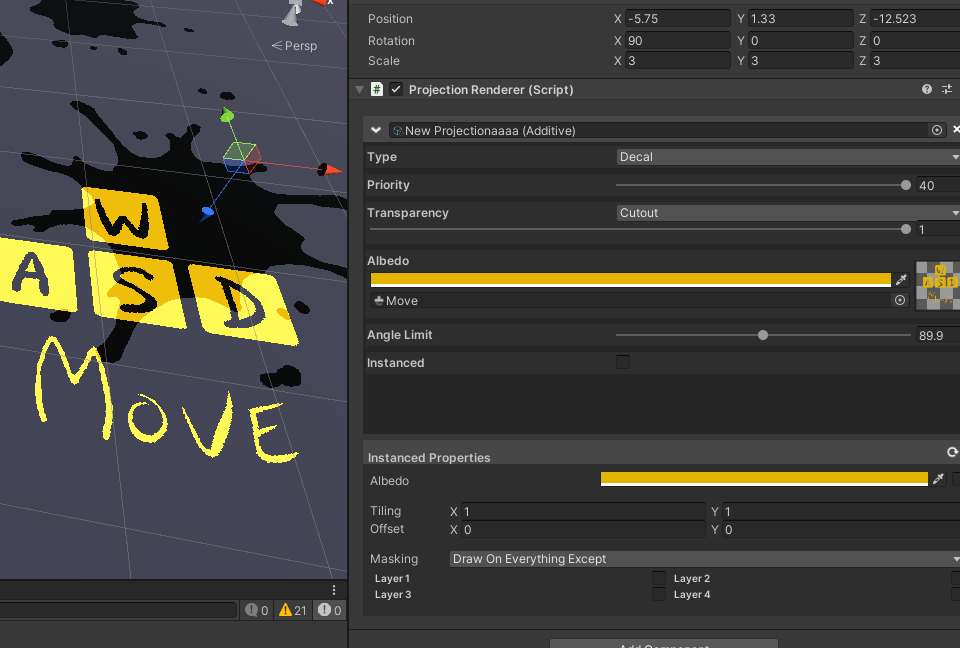 Persp
W
A S D
MOVE
0 21 0
Position X -5.75 Y 1.33 Z -12.523
Rotation X 90 Y 0 Z 0
Scale X 3 Y 3 Z 3
# Projection Renderer (Script)
New Projectionaaaa (Additive)
Type Decal
Priority 40
Transparency Cutout
1
Albedo
Move
Angle Limit 89.9
Instanced
Instanced Properties
Albedo
Tiling X 1 Y 1
Offset X 0 Y 0
Masking Draw On Everything Except
Layer 1 Layer 2
Layer 3 Layer 4
Add Component